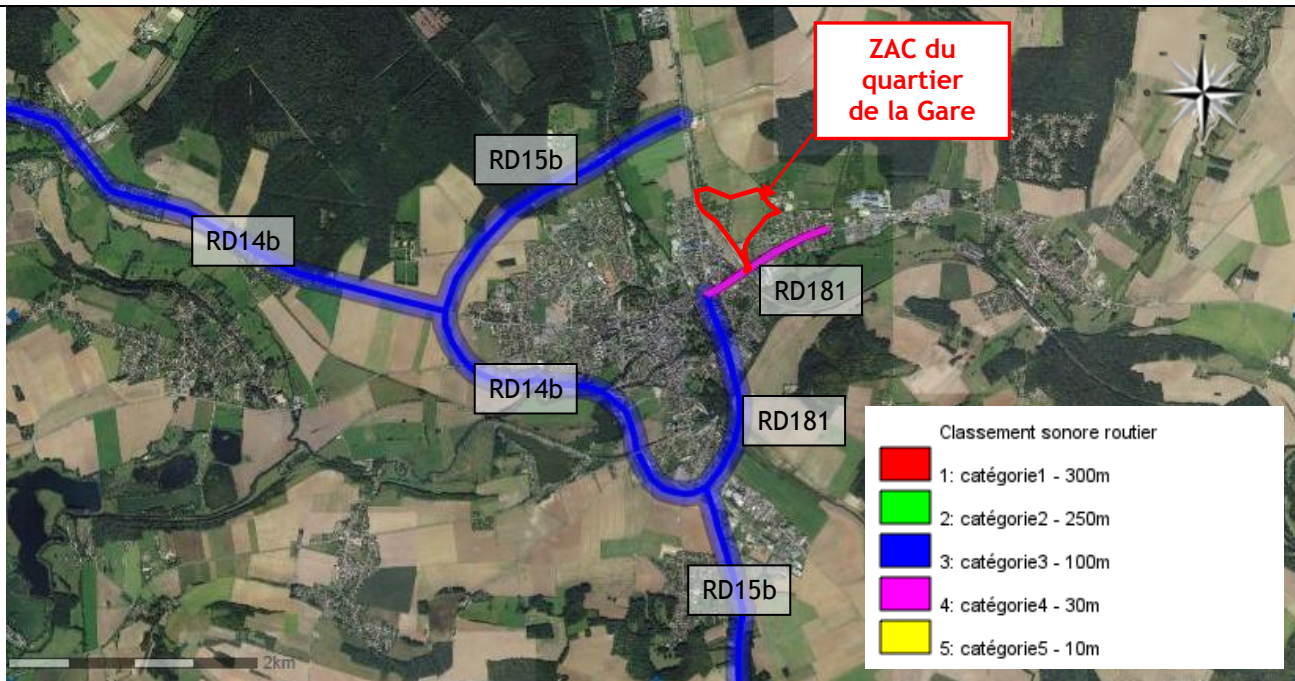 ZAC du
quartier
de la Gare
RD15b
RD14b
RD181
RD14b
RD181
RD15b
Classement sonore routier
1: catégorie1 - 300m
2: catégorie2 - 250m
3: catégorie3 - 100m
4: catégorie4 - 30m
5: catégorie5 - 10m
2km